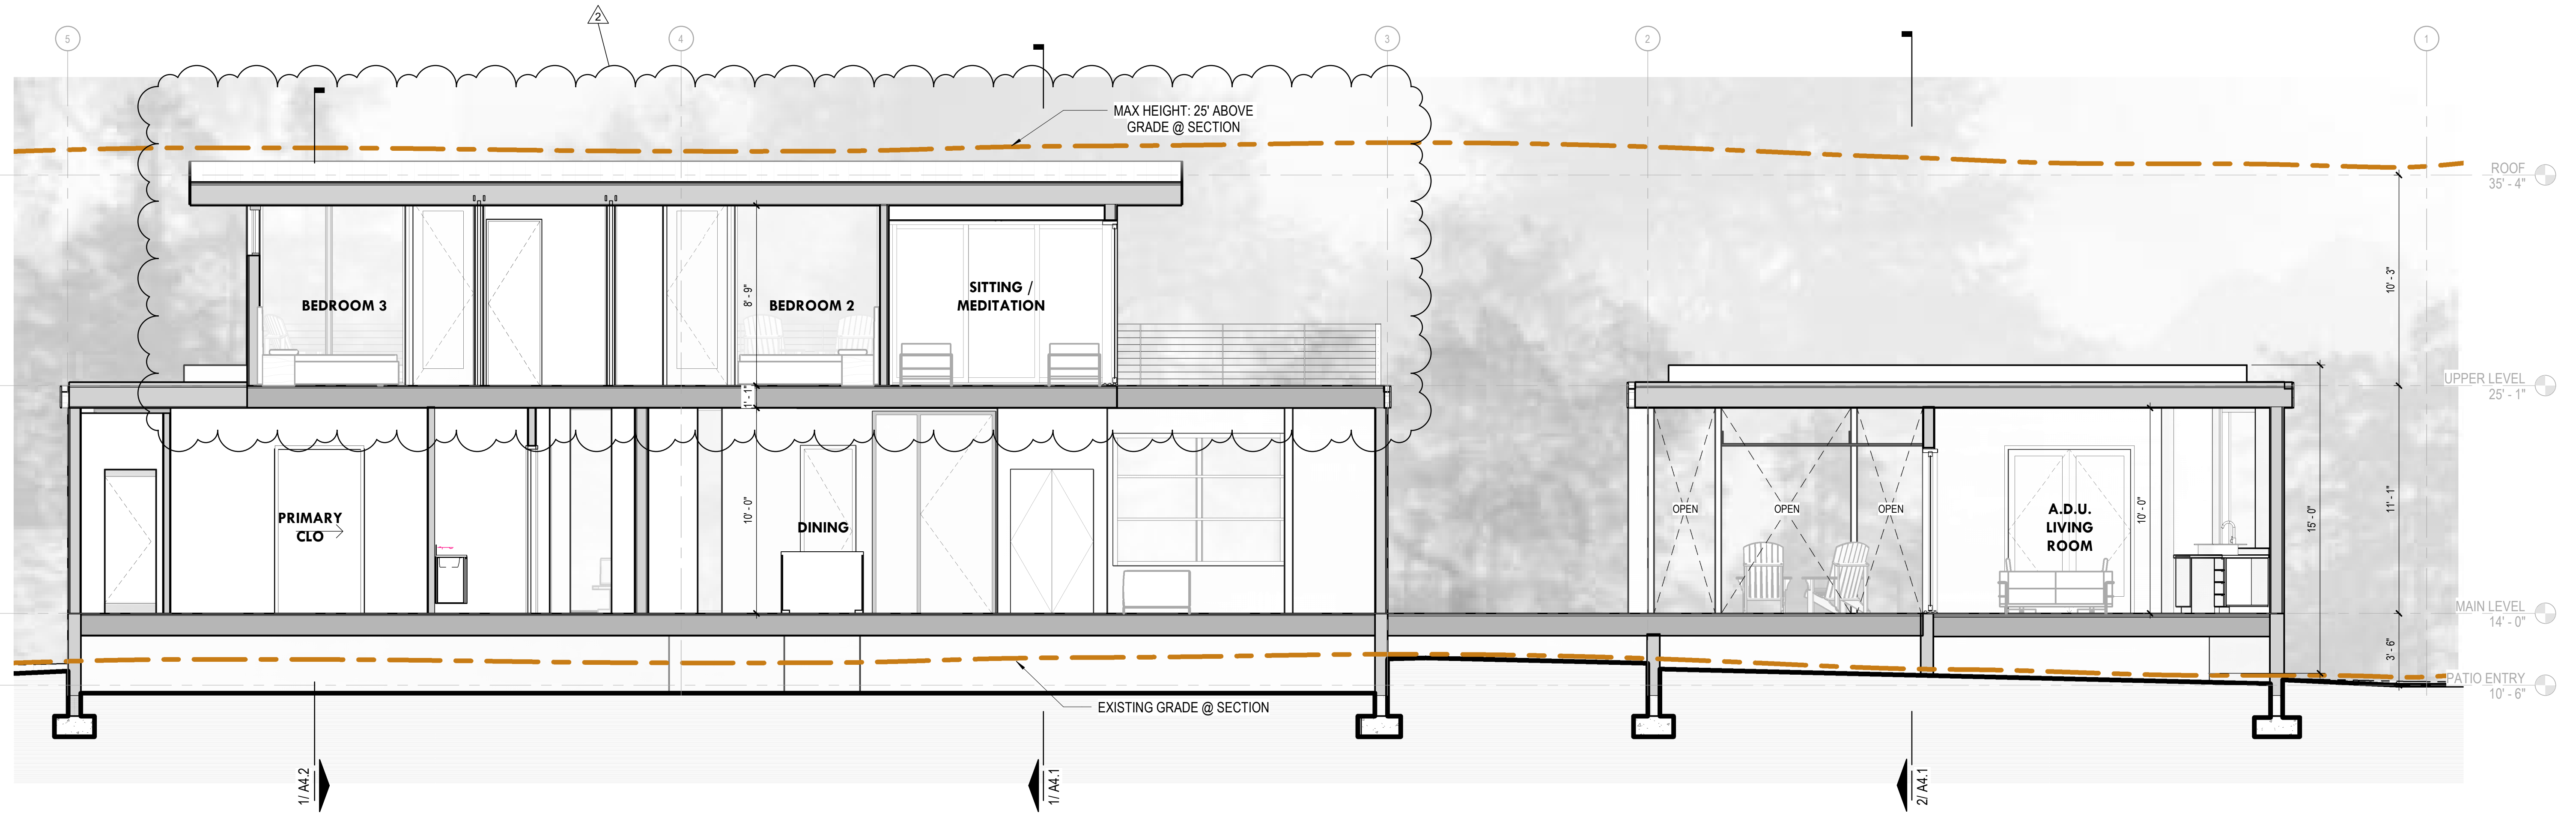 2
5
4
3
2
1
MAX HEIGHT: 25' ABOVE
GRADE @ SECTION
ROOF
35' - 4"
10' - 3"
8' - 9"
BEDROOM 3
BEDROOM 2
SITTING /
MEDITATION
UPPER LEVEL
25' - 1"
1' - 1"
PRIMARY
CLO
10' - 0"
DINING
OPEN
OPEN
OPEN
A.D.U.
LIVING
ROOM
10' - 0"
15' - 0"
11' - 1"
MAIN LEVEL
14' - 0"
3' - 6"
PATIO ENTRY
10' - 6"
EXISTING GRADE @ SECTION
1/ A4.2
1/ A4.1
2/ A4.1